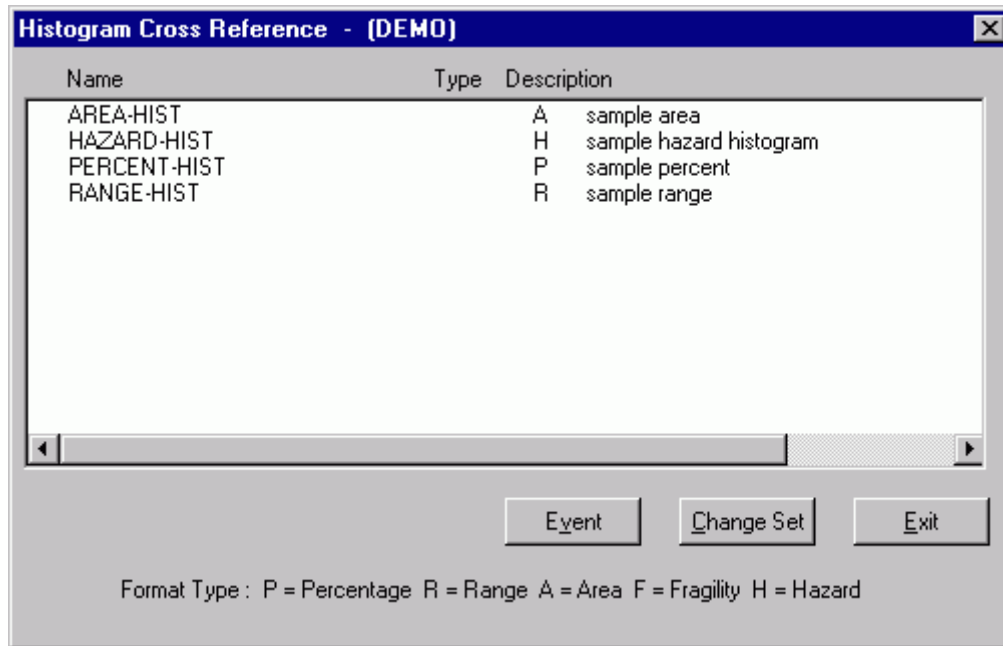 Histogram Cross Reference - (DEMO)
Name Type Description
AREA-HIST A sample area
HAZARD-HIST H sample hazard histogram
PERCENT-HIST P sample percent
RANGE-HIST R sample range
Event Change Set Exit
Format Type : P = Percentage R = Range A = Area F = Fragility H = Hazard